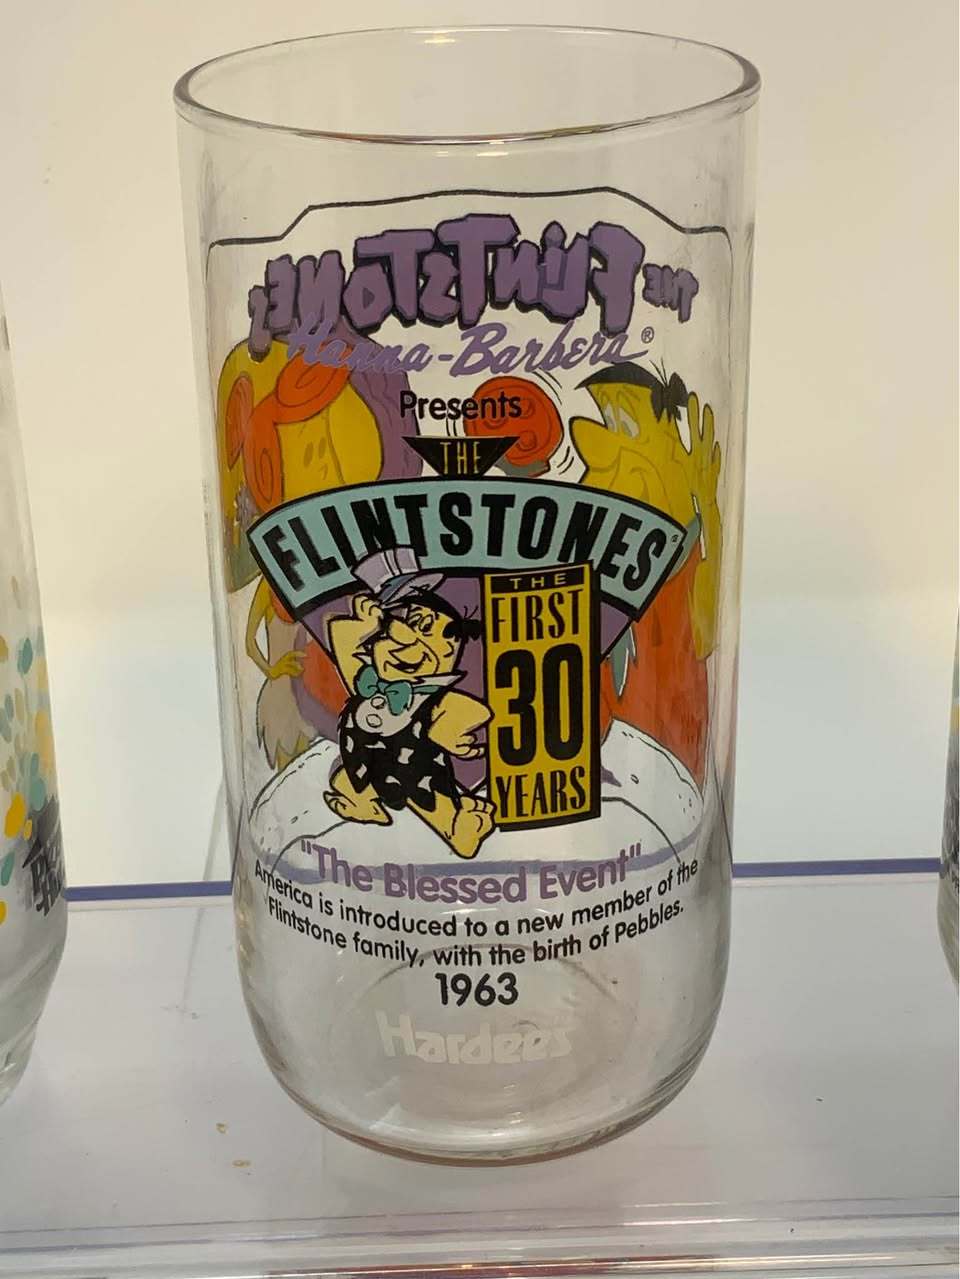 THE FLINTSTONES
Hanna-Barbera®
Presents
THE
FLINTSTONES
THE
FIRST
30
YEARS
"The Blessed Event"
America is introduced to a new member of the
Flintstone family, with the birth of Pebbles.
1963
Hardees